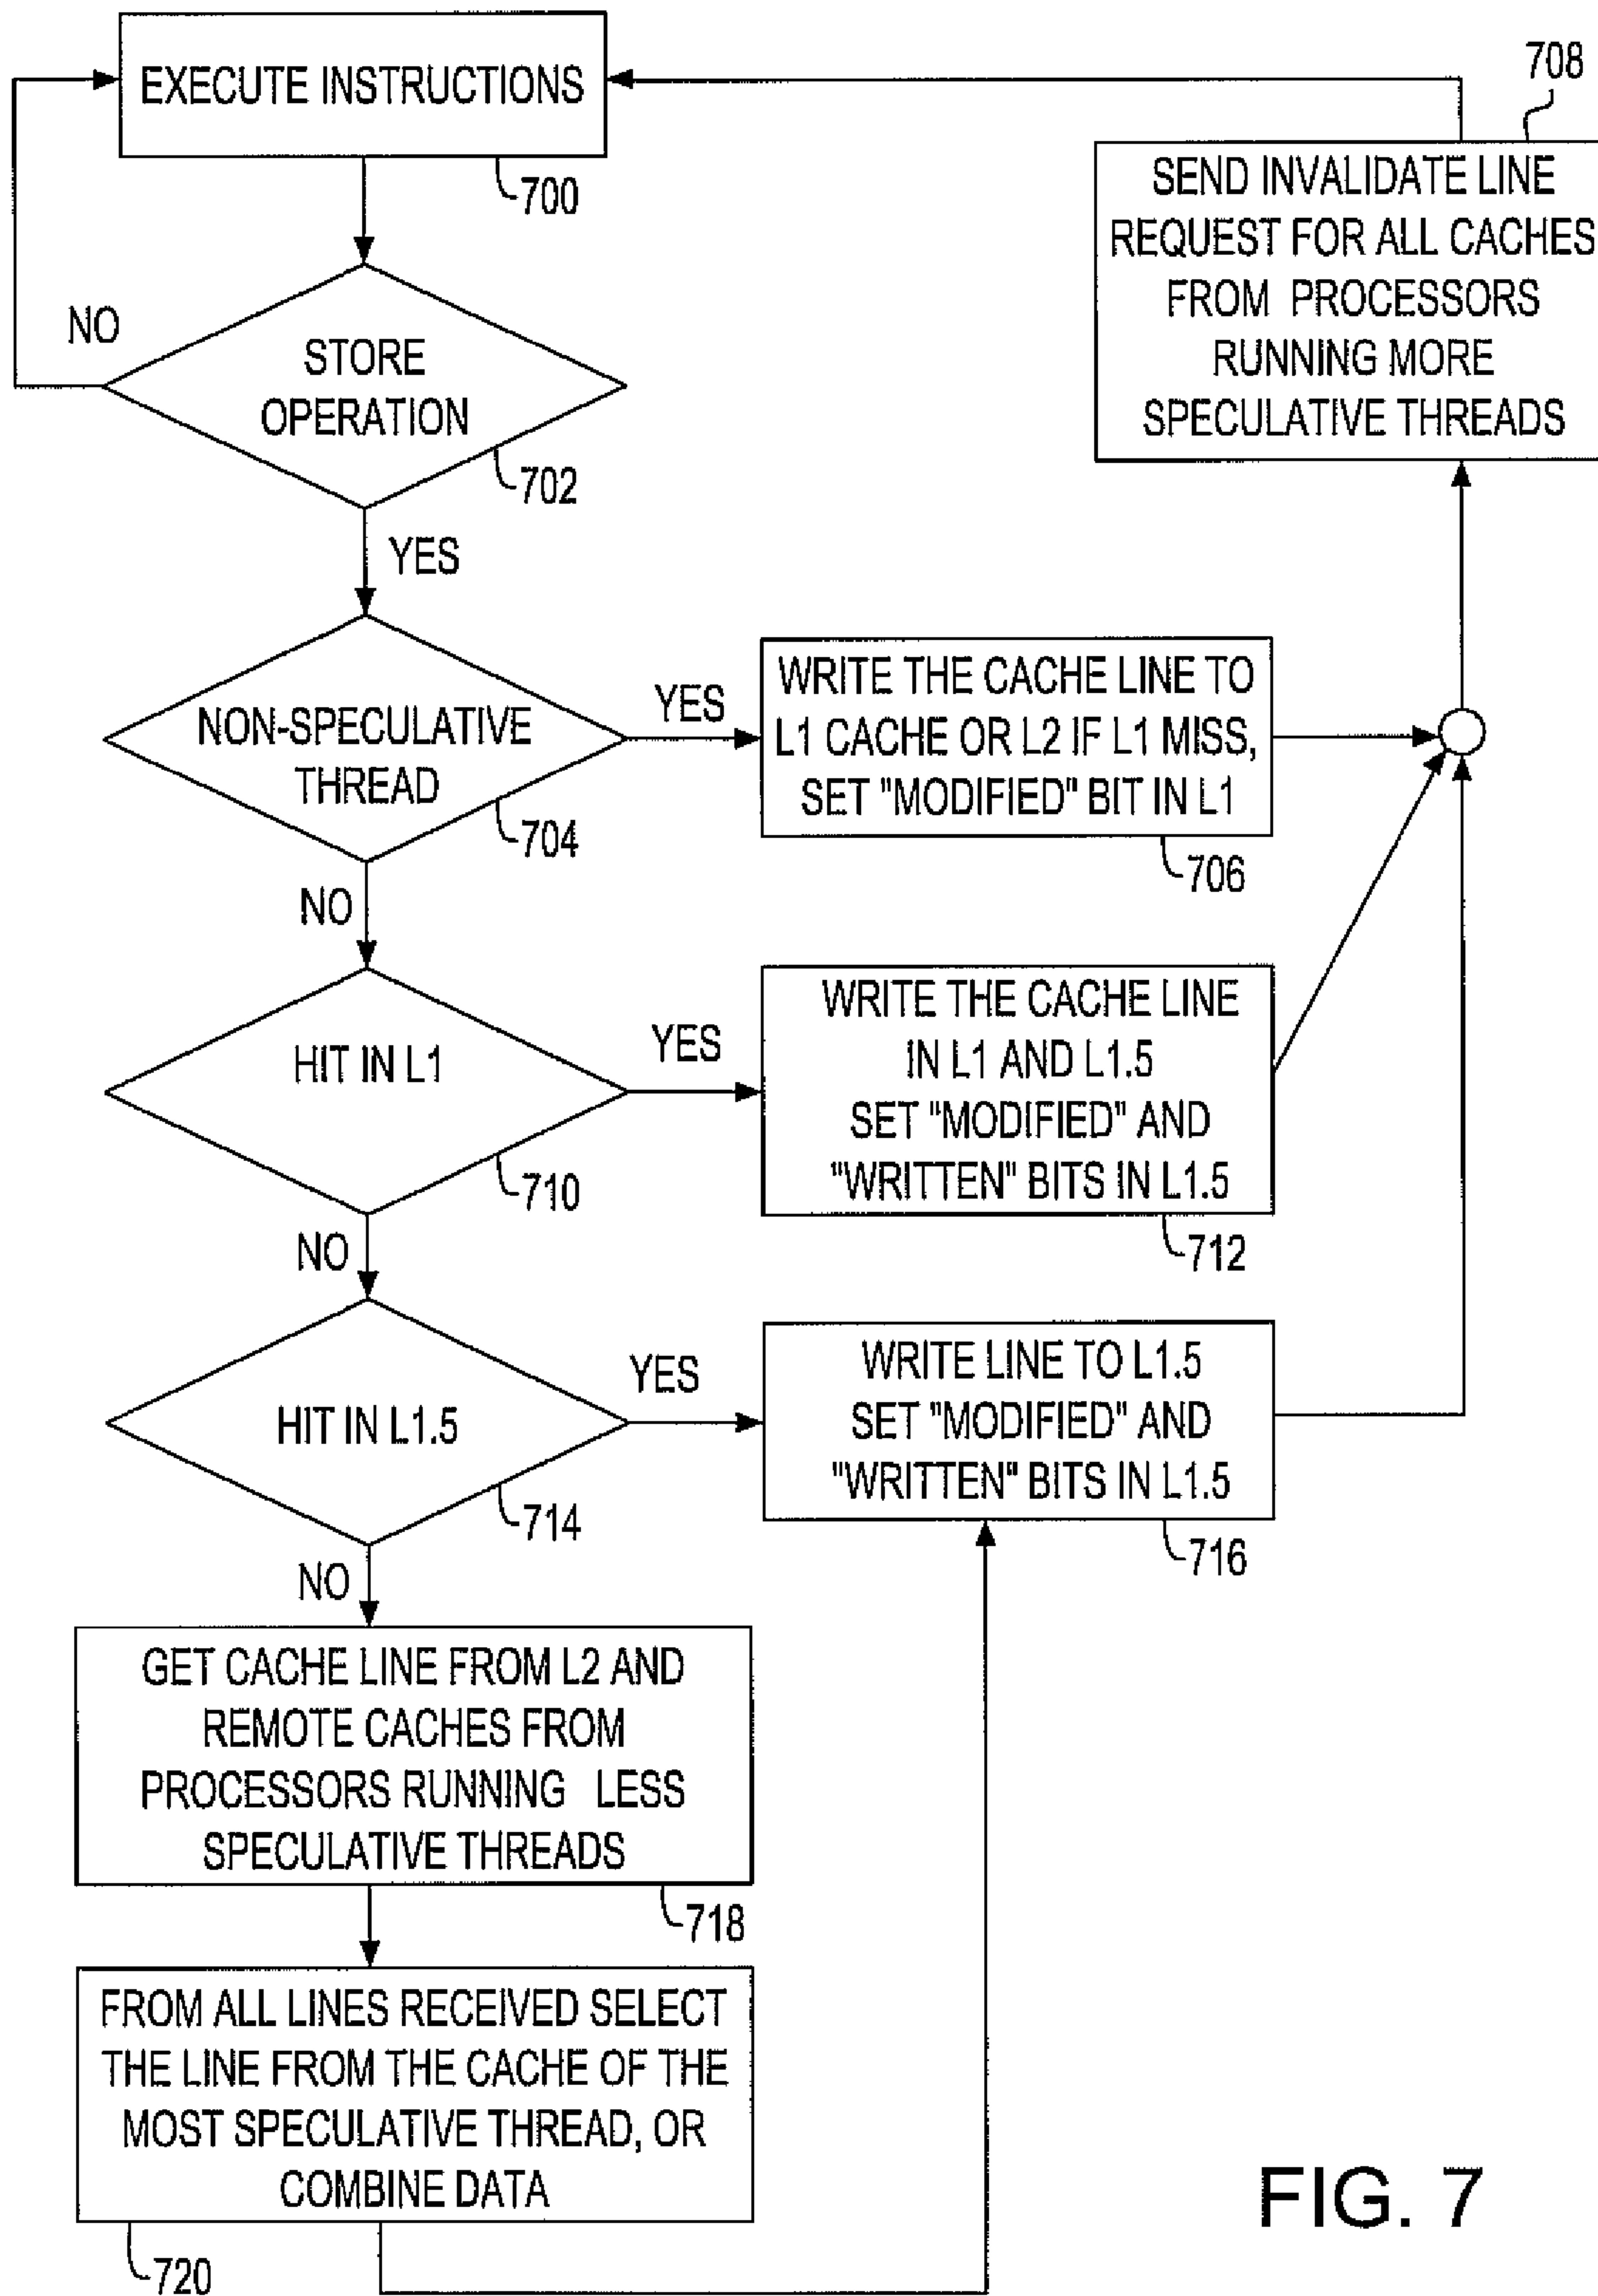 EXECUTE INSTRUCTIONS
700
708
SEND INVALIDATE LINE
REQUEST FOR ALL CACHES
FROM PROCESSORS
RUNNING MORE
SPECULATIVE THREADS
NO
STORE
OPERATION
702
YES
NON-SPECULATIVE
THREAD
704
YES
WRITE THE CACHE LINE TO
L1 CACHE OR L2 IF L1 MISS,
SET "MODIFIED" BIT IN L1
706
NO
HIT IN L1
710
YES
WRITE THE CACHE LINE
IN L1 AND L1.5
SET "MODIFIED" AND
"WRITTEN" BITS IN L1.5
712
NO
HIT IN L1.5
714
YES
WRITE LINE TO L1.5
SET "MODIFIED" AND
"WRITTEN" BITS IN L1.5
716
NO
GET CACHE LINE FROM L2 AND
REMOTE CACHES FROM
PROCESSORS RUNNING LESS
SPECULATIVE THREADS
718
FROM ALL LINES RECEIVED SELECT
THE LINE FROM THE CACHE OF THE
MOST SPECULATIVE THREAD, OR
COMBINE DATA
720
FIG. 7